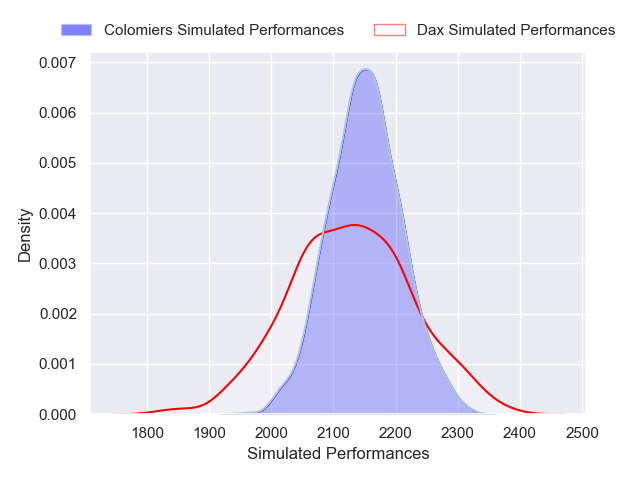 Colomiers Simulated Performances Dax Simulated Performances
0.007
0.006
0.005
0.004
0.003
0.002
0.001
0.000
Density
1800 1900 2000 2100 2200 2300 2400 2500
Simulated Performances